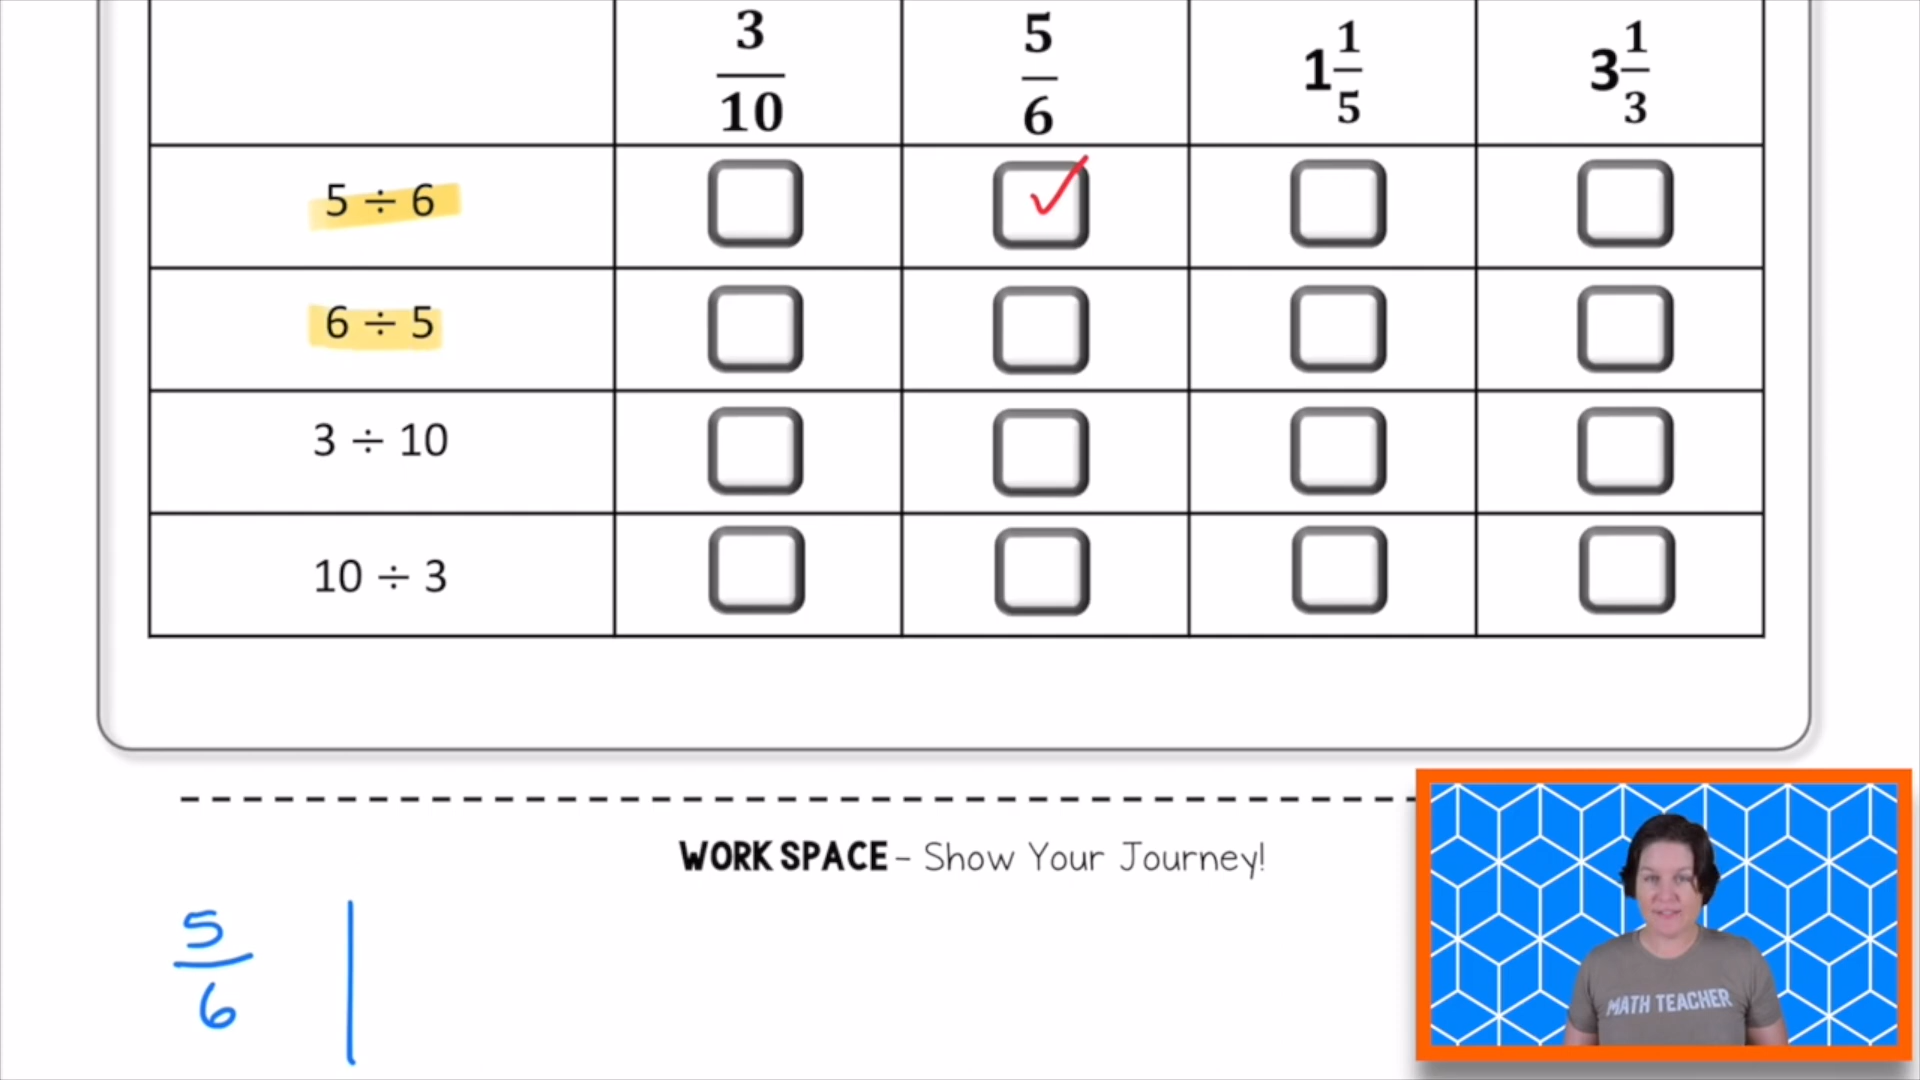 3/10 5/6 1 1/5 3 1/3
5 ÷ 6 ✓
6 ÷ 5
3 ÷ 10
10 ÷ 3
WORK SPACE - Show Your Journey!
5/6
MATH TEACHER